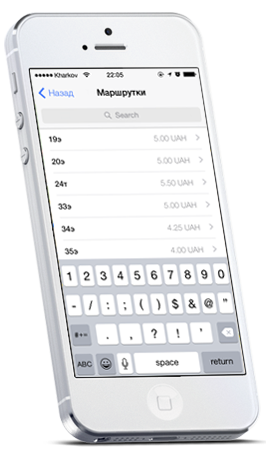 Kharkov 22:05
Назад Маршрутки
Search
19э 5.00 UAH
20э 5.00 UAH
24т 5.50 UAH
33э 5.00 UAH
34э 4.25 UAH
35э 4.00 UAH
1 2 3 4 5 6 7 8 9 0
- / : ; ( ) $ & @ "
#+= . , ? ! '
ABC space return